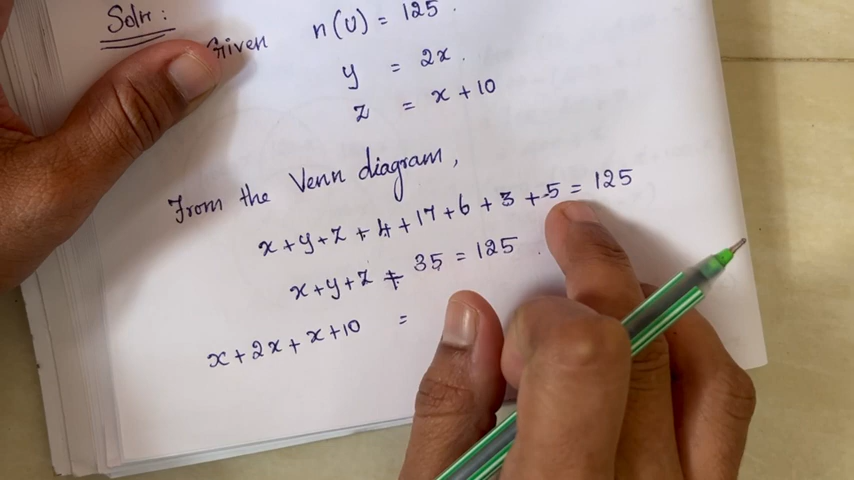 Soln:
Given n(U) = 125.
y = 2x.
z = x + 10
From the Venn diagram,
x + y + z + 4 + 17 + 6 + 3 + 5 = 125
x + y + z + 35 = 125.
x + 2x + x + 10 =